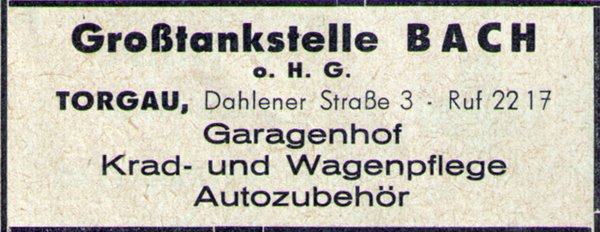 Großtankstelle BACH
o. H. G.
TORGAU, Dahlener Straße 3 - Ruf 22 17
Garagenhof
Krad- und Wagenpflege
Autozubehör